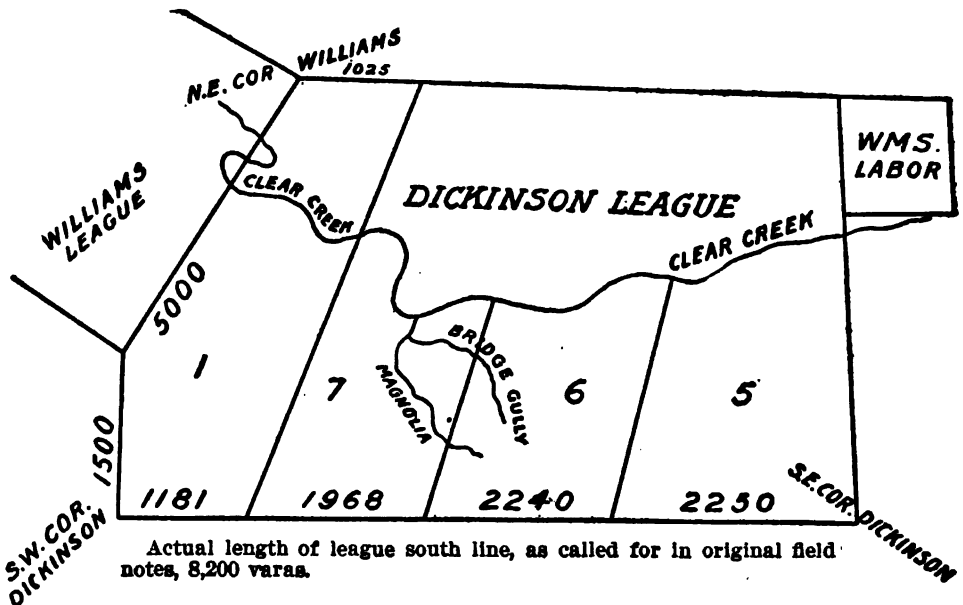 WILLIAMS
1025
N.E. COR
WMS.
LABOR
WILLIAMS
LEAGUE
CLEAR CREEK
DICKINSON LEAGUE
CLEAR CREEK
5000
1
7
BRIDGE GULLY
MAGNOLIA
6
5
1500
1181
1968
2240
2250
S.W. COR.
DICKINSON
S.E. COR. DICKINSON
Actual length of league south line, as called for in original field
notes, 8,200 varas.